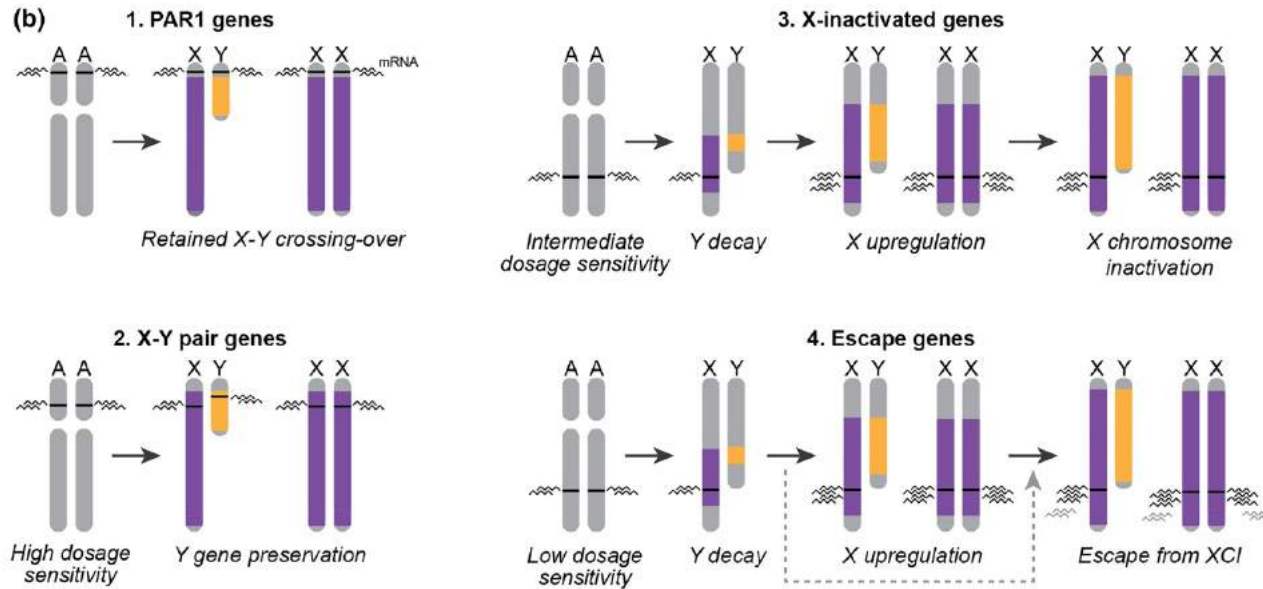 (b)
1. PAR1 genes
A A
X Y
X X
mRNA
Retained X-Y crossing-over
2. X-Y pair genes
A A
X Y
X X
High dosage
sensitivity
Y gene preservation
3. X-inactivated genes
A A
X Y
X Y
X X
X Y
X X
Intermediate
dosage sensitivity
Y decay
X upregulation
X chromosome
inactivation
4. Escape genes
A A
X Y
X Y
X X
X Y
X X
Low dosage
sensitivity
Y decay
X upregulation
Escape from XCI